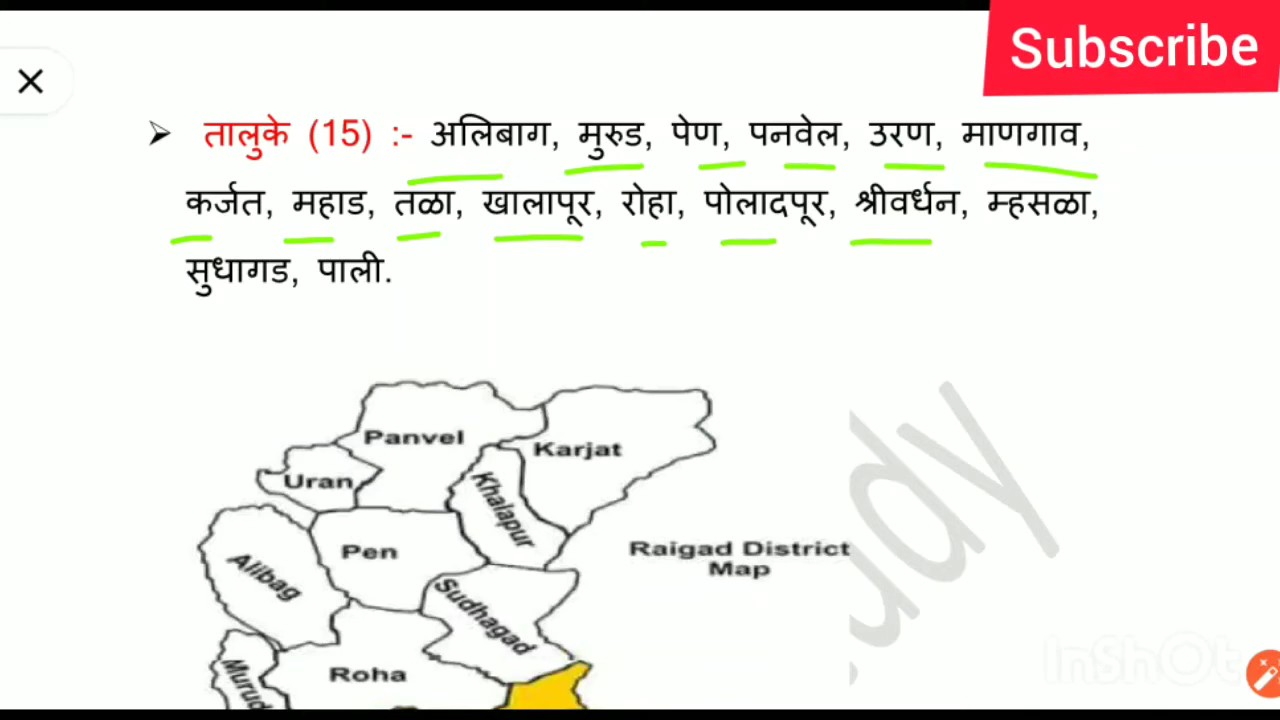 Subscribe
➢ तालुके (15) :- अलिबाग, मुरुड, पेण, पनवेल, उरण, माणगाव,
कर्जत, महाड, तळा, खालापूर, रोहा, पोलादपूर, श्रीवर्धन, म्हसळा,
सुधागड, पाली.
Panvel
Karjat
Uran
Khalapur
Pen
Raigad District
Map
Alibag
Sudhagad
Roha
Murud
InShOt